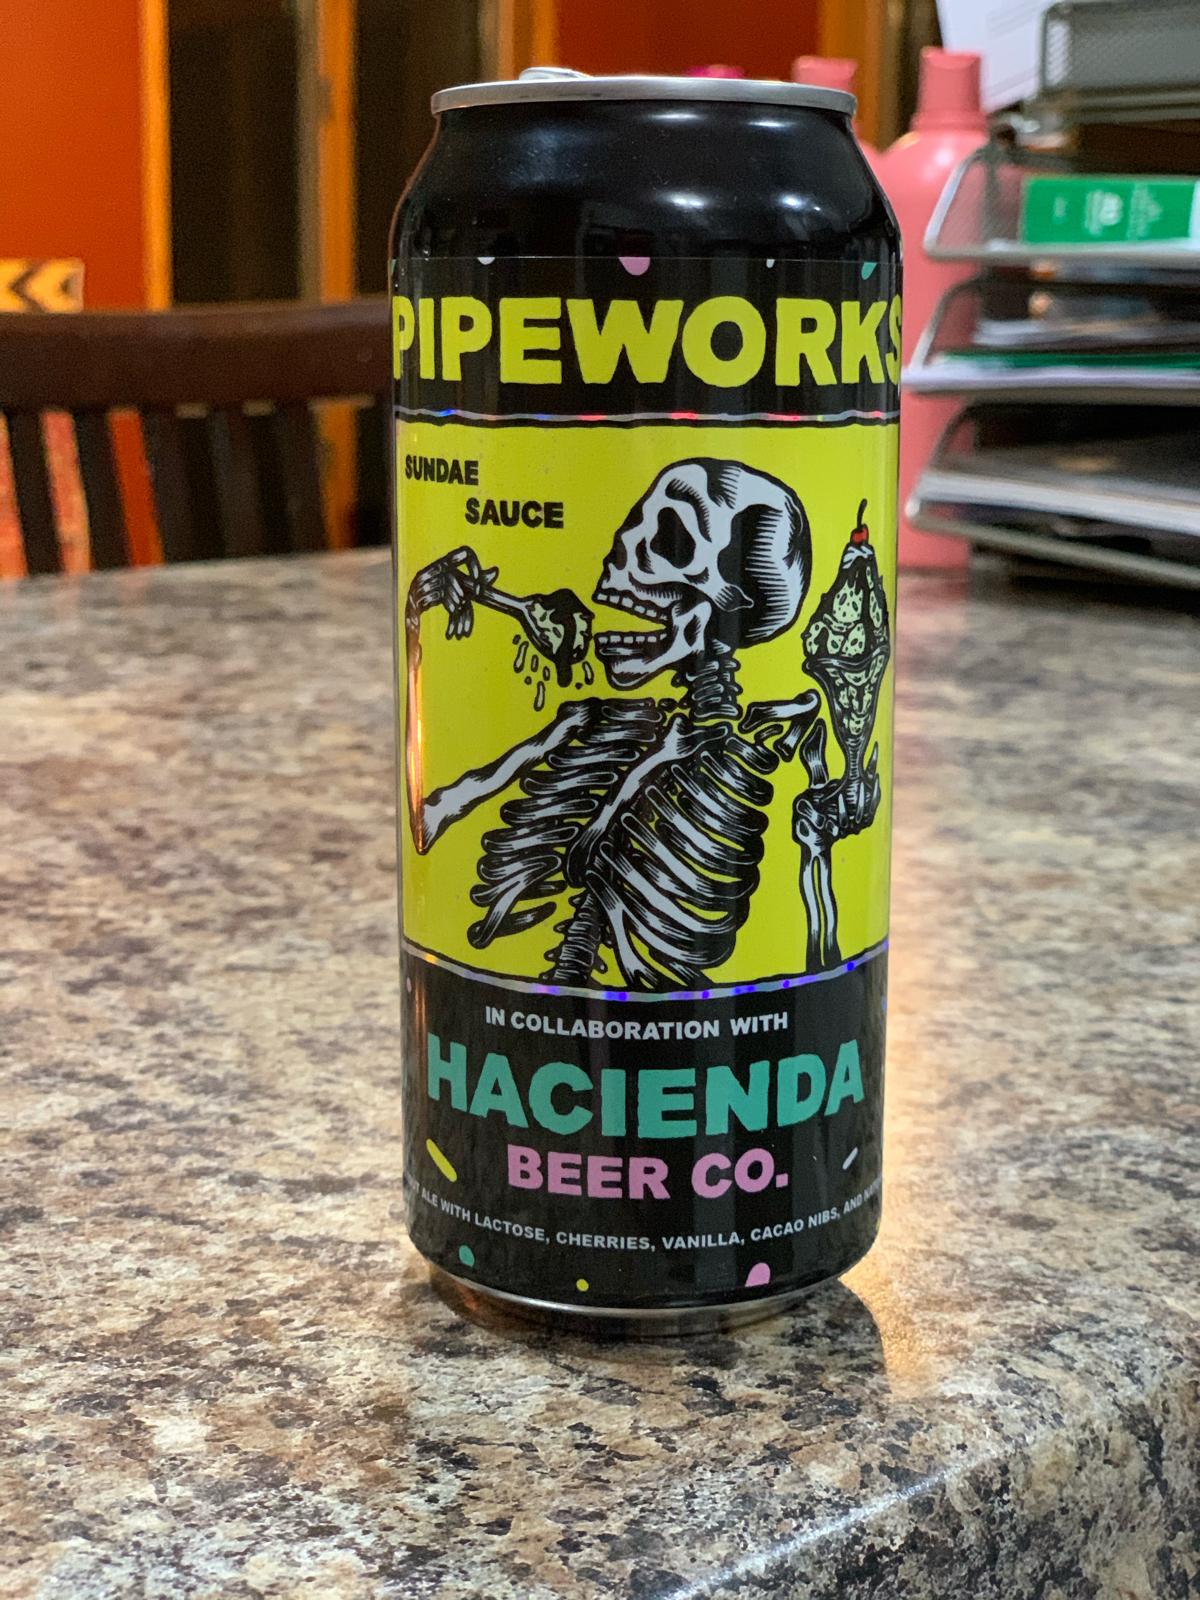 PIPEWORKS
SUNDAE
SAUCE
IN COLLABORATION WITH
HACIENDA
BEER CO.
ALE WITH LACTOSE, CHERRIES, VANILLA, CACAO NIBS, AND